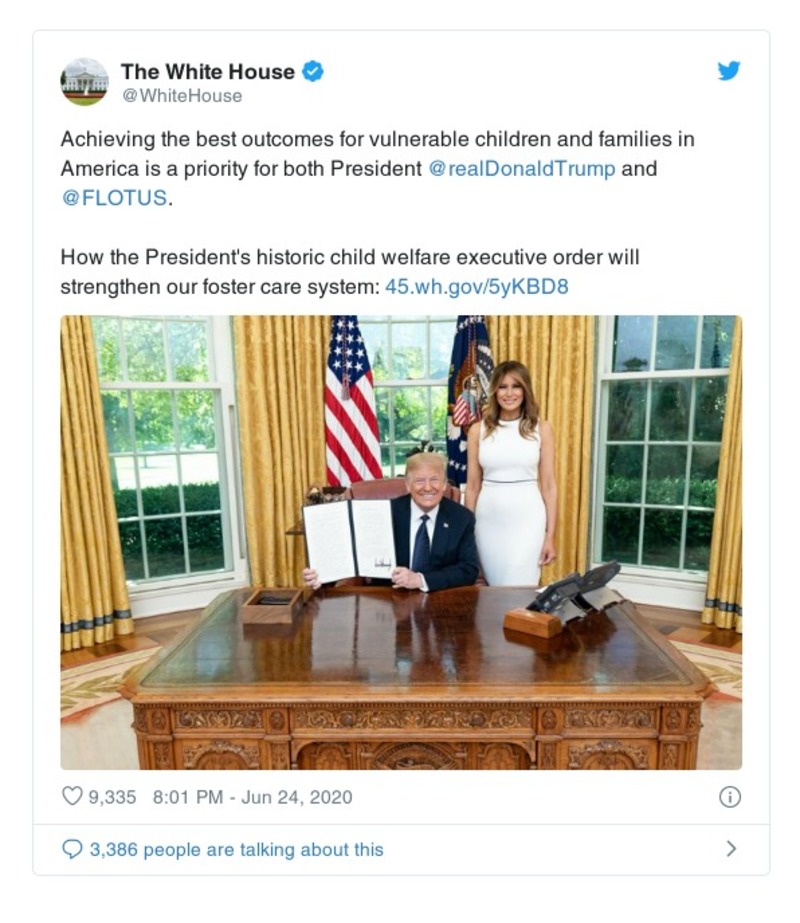 The White House
@WhiteHouse
Achieving the best outcomes for vulnerable children and families in
America is a priority for both President @realDonaldTrump and
@FLOTUS.
How the President's historic child welfare executive order will
strengthen our foster care system: 45.wh.gov/5yKBD8
9,335 8:01 PM - Jun 24, 2020
3,386 people are talking about this